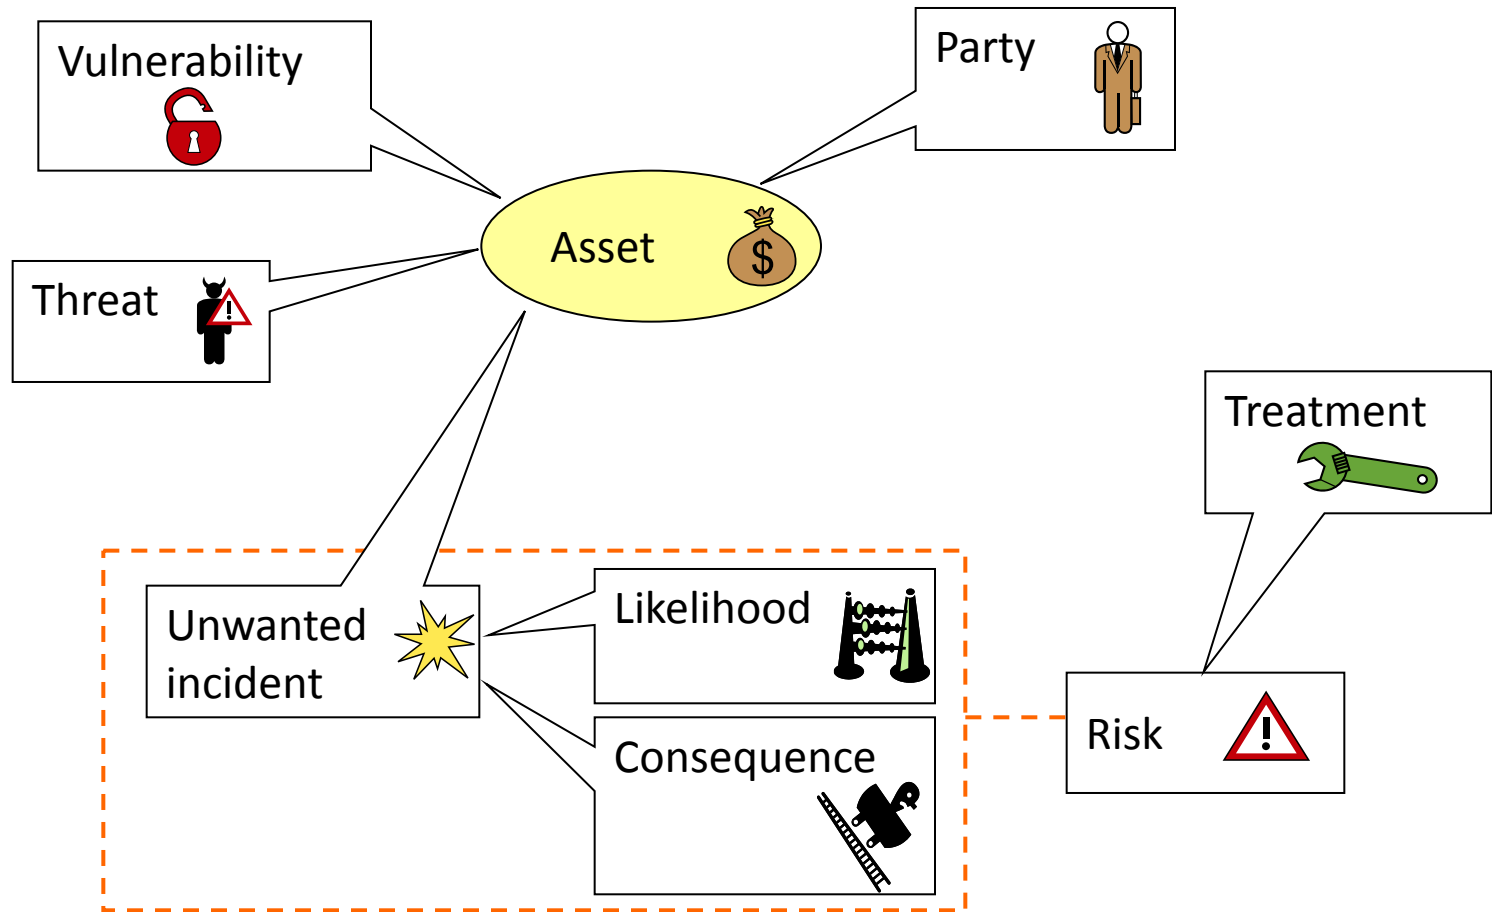 Vulnerability
Party
Asset
$
Threat
!
Treatment
Unwanted
incident
Likelihood
Consequence
Risk
!